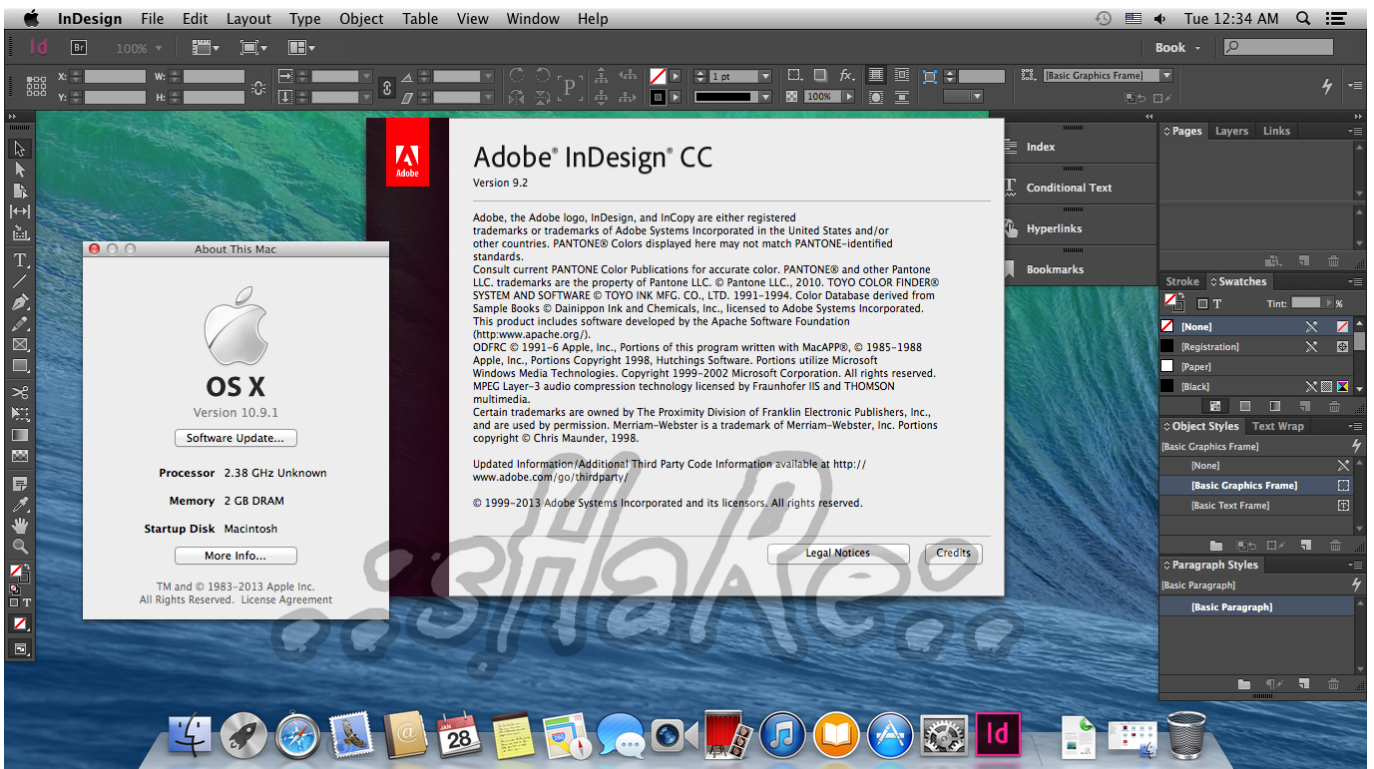 InDesign File Edit Layout Type Object Table View Window Help
Tue 12:34 AM
Id Br 100%
Book
X: W:
Y: H:
P
1 pt
fx.
100%
[Basic Graphics Frame]
Adobe
Adobe® InDesign® CC
Version 9.2
Adobe, the Adobe logo, InDesign, and InCopy are either registered
trademarks or trademarks of Adobe Systems Incorporated in the United States and/or
other countries. PANTONE® Colors displayed here may not match PANTONE-identified
standards.
Consult current PANTONE Color Publications for accurate color. PANTONE® and other Pantone
LLC. trademarks are the property of Pantone LLC. © Pantone LLC., 2010. TOYO COLOR FINDER®
SYSTEM AND SOFTWARE © TOYO INK MFG. CO., LTD. 1991-1994. Color Database derived from
Sample Books © Dainippon Ink and Chemicals, Inc., licensed to Adobe Systems Incorporated.
This product includes software developed by the Apache Software Foundation
(http:www.apache.org/).
ODFRC © 1991-6 Apple, Inc., Portions of this program written with MacAPP®, © 1985-1988
Apple, Inc., Portions Copyright 1998, Hutchings Software. Portions utilize Microsoft
Windows Media Technologies. Copyright 1999-2002 Microsoft Corporation. All rights reserved.
MPEG Layer-3 audio compression technology licensed by Fraunhofer IIS and THOMSON
multimedia.
Certain trademarks are owned by The Proximity Division of Franklin Electronic Publishers, Inc.,
and are used by permission. Merriam-Webster is a trademark of Merriam-Webster, Inc. Portions
copyright © Chris Maunder, 1998.
Updated Information/Additional Third Party Code Information available at http://
www.adobe.com/go/thirdparty/
© 1999-2013 Adobe Systems Incorporated and its licensors. All rights reserved.
Legal Notices Credits
About This Mac
OS X
Version 10.9.1
Software Update...
Processor 2.38 GHz Unknown
Memory 2 GB DRAM
Startup Disk Macintosh
More Info...
TM and © 1983-2013 Apple Inc.
All Rights Reserved. License Agreement
Index
Conditional Text
Hyperlinks
Bookmarks
Pages Layers Links
Stroke Swatches
T Tint: %
[None]
[Registration]
[Paper]
[Black]
Object Styles Text Wrap
[Basic Graphics Frame]
[None]
[Basic Graphics Frame]
[Basic Text Frame]
Paragraph Styles
[Basic Paragraph]
[Basic Paragraph]
SHaRe
JAN
28
Id